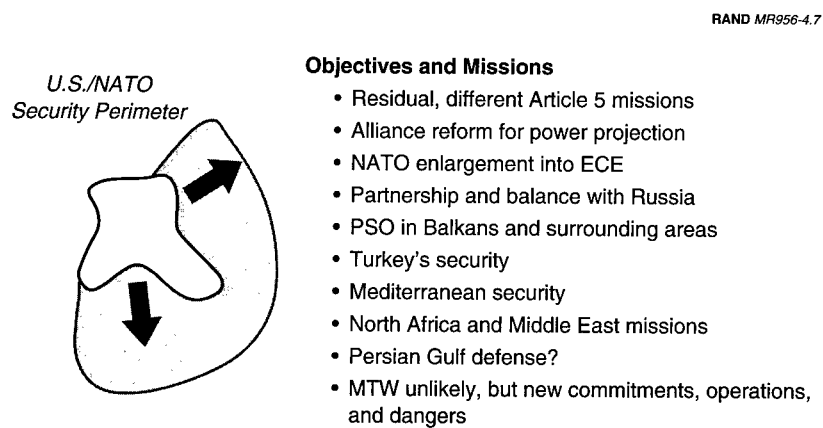 RAND MR956-4.7
U.S./NATO
Security Perimeter
Objectives and Missions
• Residual, different Article 5 missions
• Alliance reform for power projection
• NATO enlargement into ECE
• Partnership and balance with Russia
• PSO in Balkans and surrounding areas
• Turkey's security
• Mediterranean security
• North Africa and Middle East missions
• Persian Gulf defense?
• MTW unlikely, but new commitments, operations,
and dangers